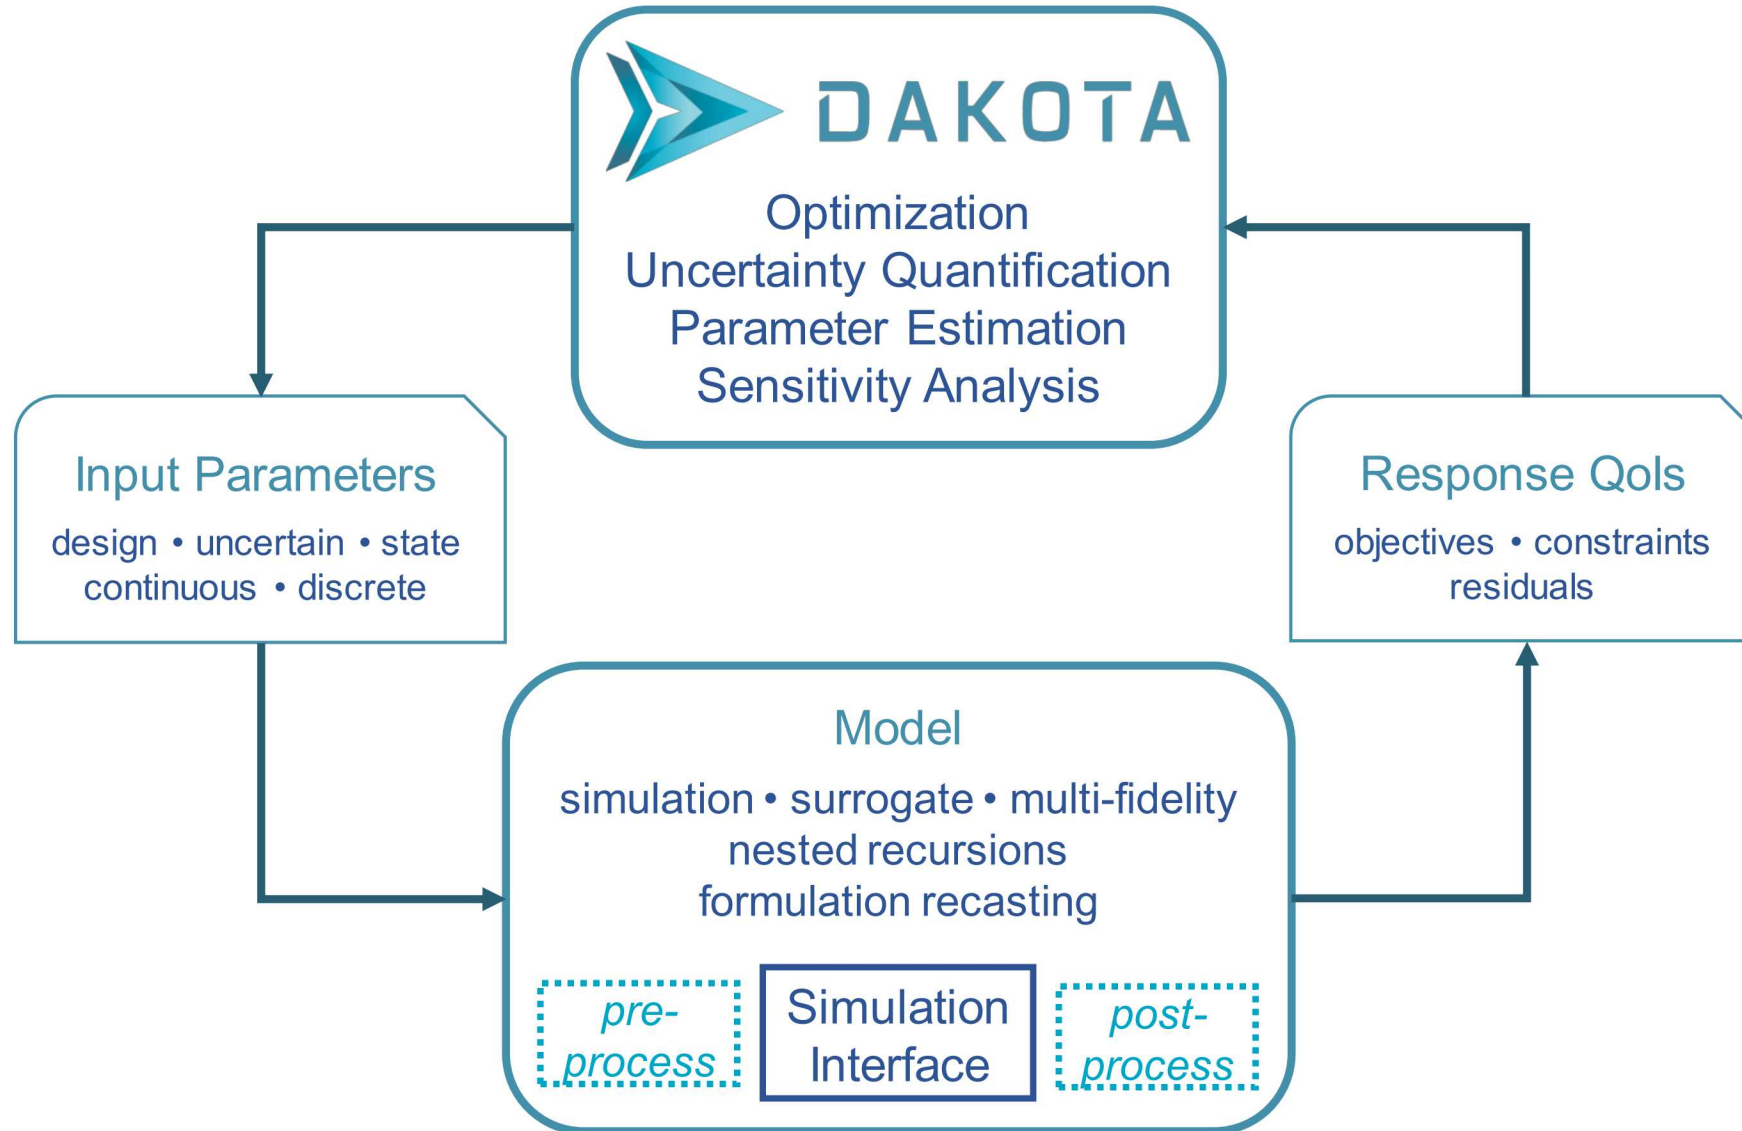 DAKOTA
Optimization
Uncertainty Quantification
Parameter Estimation
Sensitivity Analysis
Input Parameters
design • uncertain • state
continuous • discrete
Response QoIs
objectives • constraints
residuals
Model
simulation • surrogate • multi-fidelity
nested recursions
formulation recasting
pre-
process
Simulation
Interface
post-
process